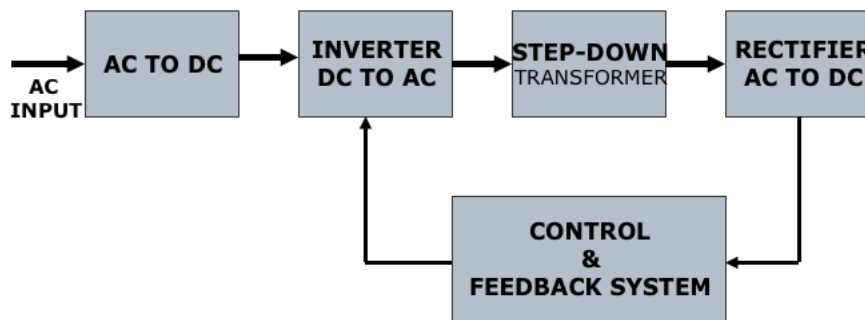 AC TO DC
AC
INPUT
INVERTER
DC TO AC
STEP-DOWN
TRANSFORMER
RECTIFIER
AC TO DC
CONTROL
&
FEEDBACK SYSTEM